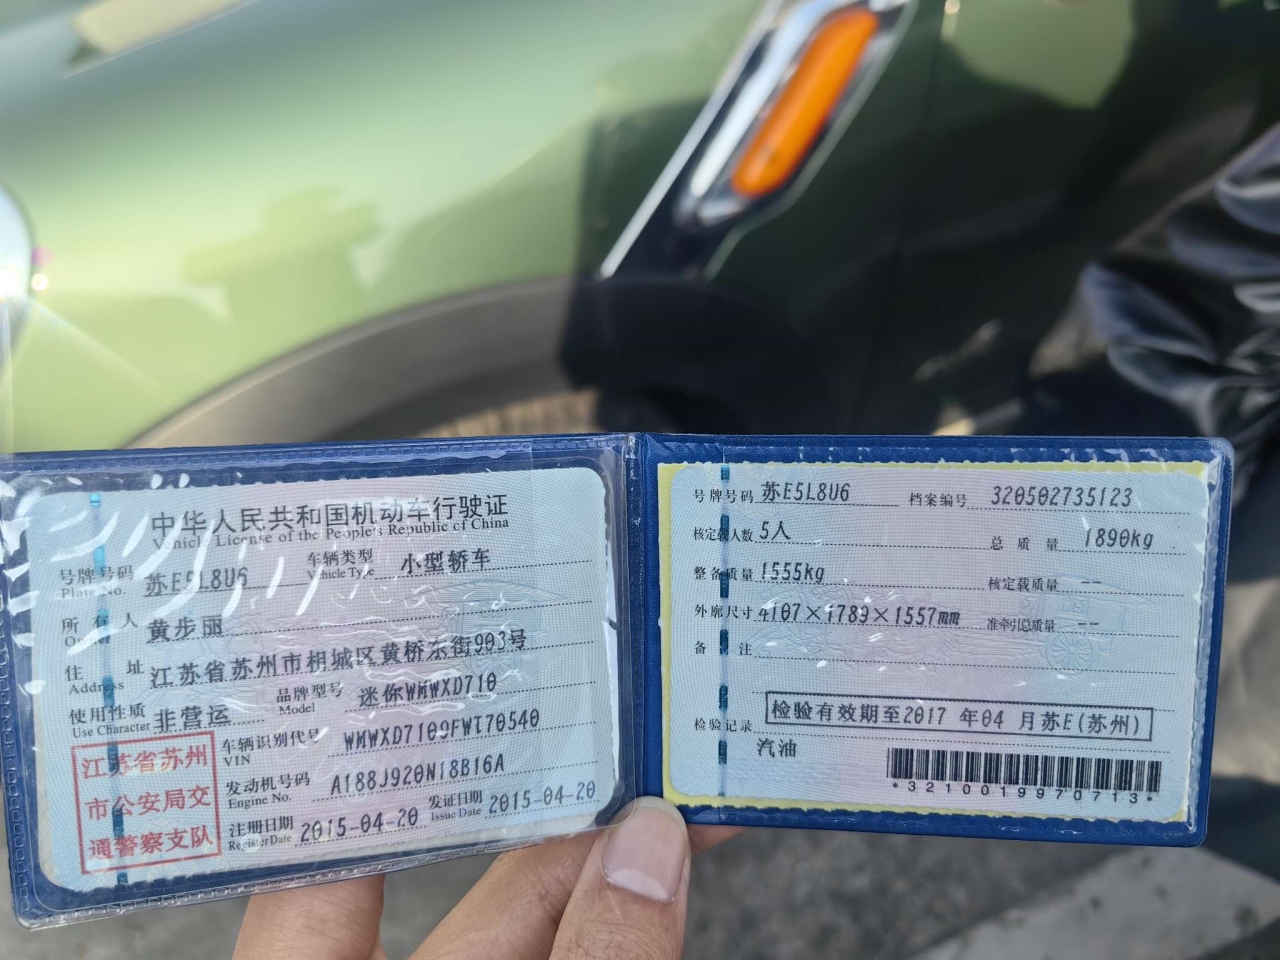 中华人民共和国机动车行驶证
Vehicle License of the People's Republic of China
号牌号码 苏E5L8U6 车辆类型 小型轿车
Plate No. Vehicle Type
所有人 黄步丽
Owner
住址 江苏省苏州市相城区黄桥东街903号
Address
使用性质 非营运 品牌型号 迷你WMWXD710
Use Character Model
江苏省苏州
市公安局交
通警察支队
车辆识别代号 WMWXD7109FWT70540
VIN
发动机号码 A188J920N18B16A
Engine No.
注册日期 2015-04-20 发证日期 2015-04-20
Register Date Issue Date
号牌号码 苏E5L8U6 档案编号 320502735123
核定载人数 5人 总质量 1890kg
整备质量 1555kg 核定载质量 --
外廓尺寸 4107×1789×1557mm 准牵引总质量 --
备注
检验记录 检验有效期至2017 年04 月苏E(苏州)
汽油
*3210019970713*